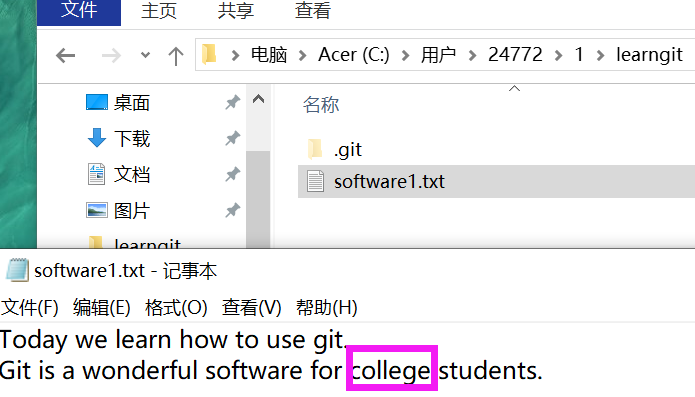 文件 主页 共享 查看
电脑 Acer (C:) 用户 24772 1 learngit
桌面
下载
文档
图片
learngit
名称
.git
software1.txt
software1.txt - 记事本
文件(F) 编辑(E) 格式(O) 查看(V) 帮助(H)
Today we learn how to use git.
Git is a wonderful software for college students.